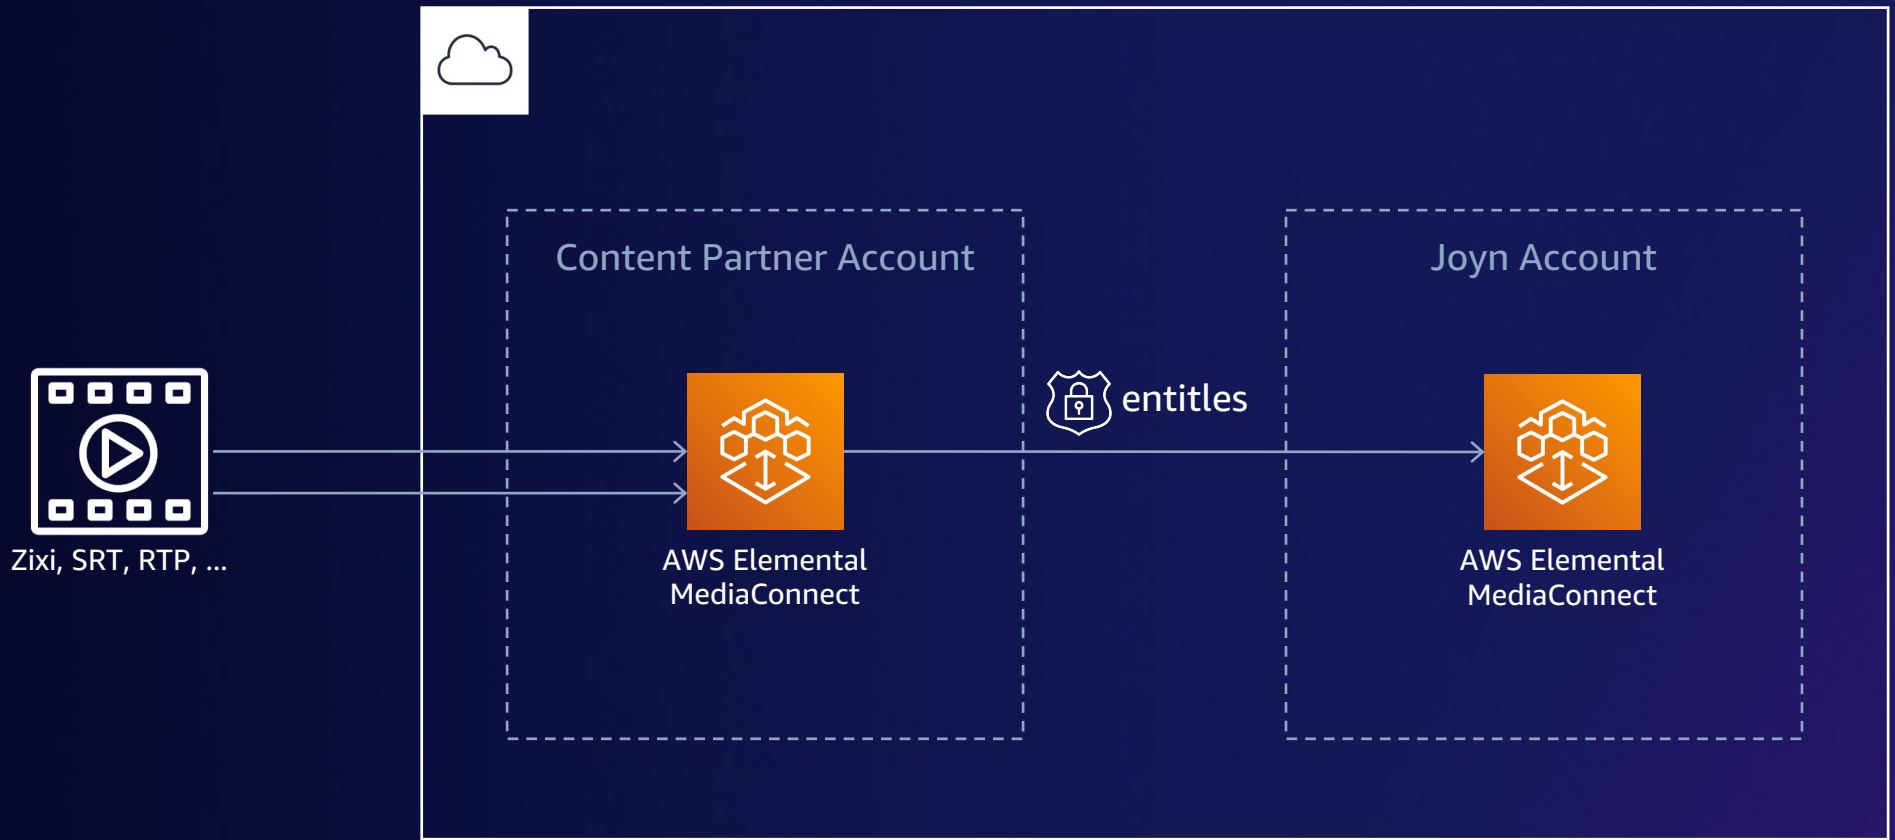 Content Partner Account
Joyn Account
entitles
Zixi, SRT, RTP, ...
AWS Elemental
MediaConnect
AWS Elemental
MediaConnect